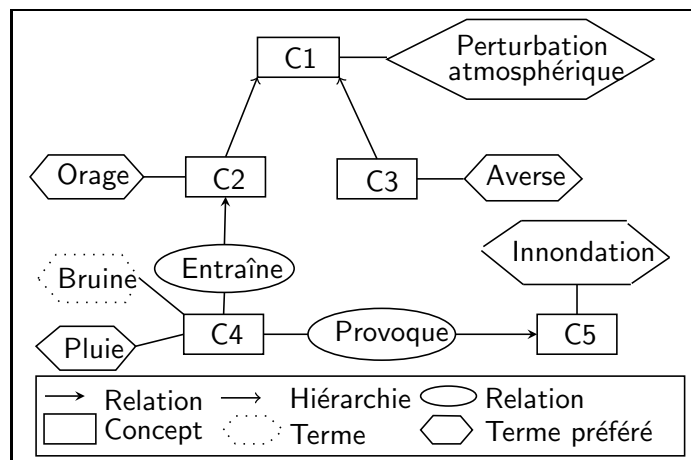 C1
Perturbation
atmosphérique
Orage
C2
C3
Averse
Entraîne
Innondation
Bruine
Pluie
C4
Provoque
C5
Relation
Hiérarchie
Relation
Concept
Terme
Terme préféré